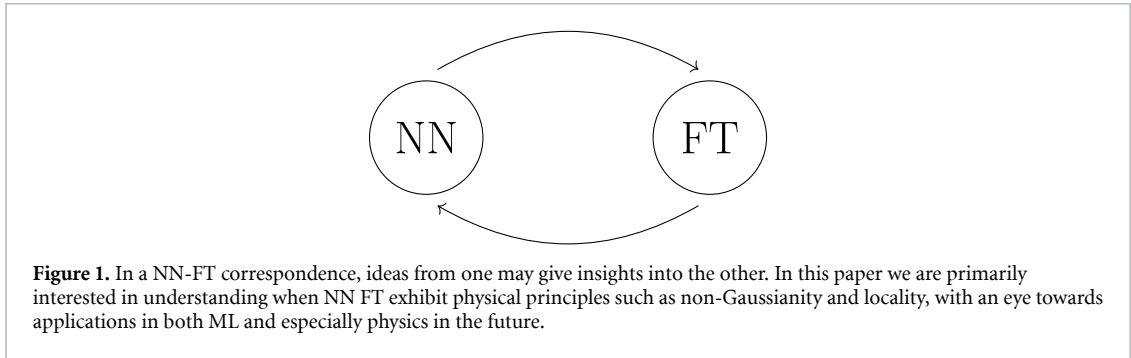 NN FT
Figure 1. In a NN-FT correspondence, ideas from one may give insights into the other. In this paper we are primarily
interested in understanding when NN FT exhibit physical principles such as non-Gaussianity and locality, with an eye towards
applications in both ML and especially physics in the future.